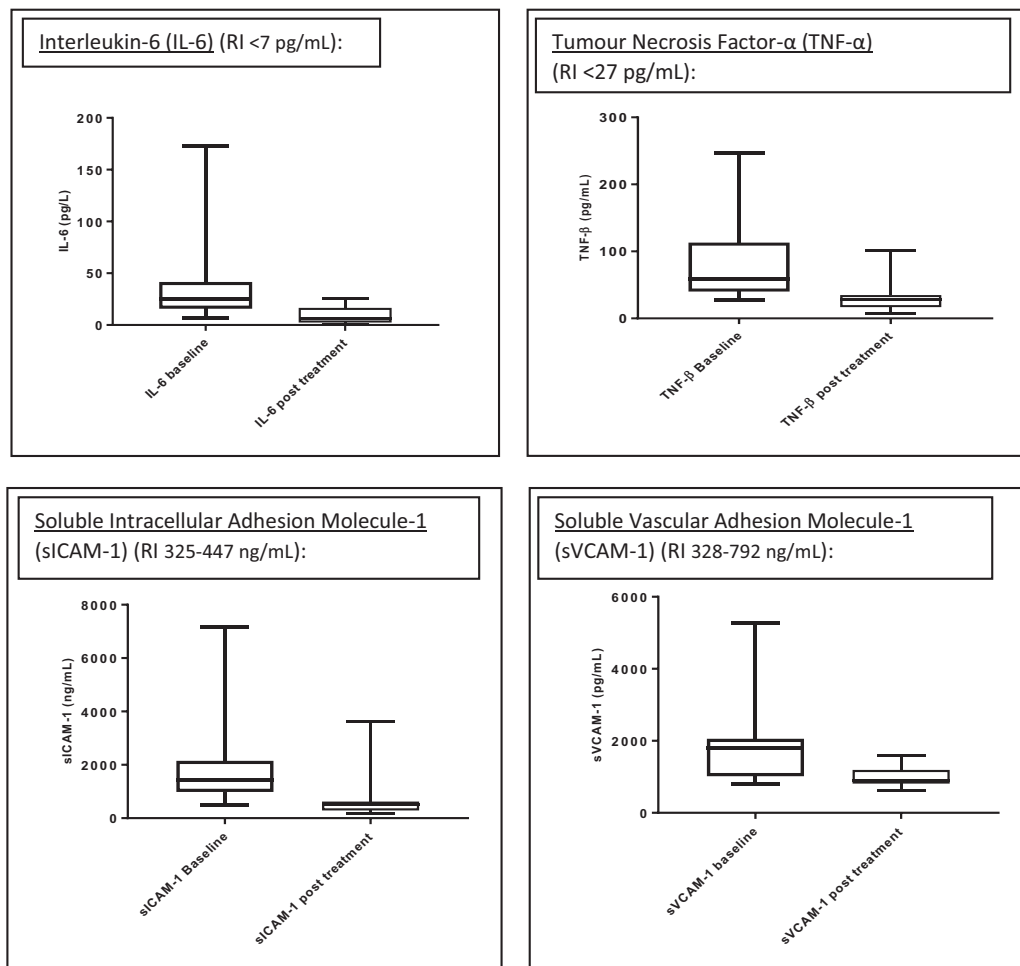 Interleukin-6 (IL-6) (RI <7 pg/mL):
200
150
100
50
0
IL-6 (pg/L)
IL-6 baseline
IL-6 post treatment
Tumour Necrosis Factor-α (TNF-α)
(RI <27 pg/mL):
300
200
100
0
TNF-β (pg/mL)
TNF-β Baseline
TNF-β post treatment
Soluble Intracellular Adhesion Molecule-1
(sICAM-1) (RI 325-447 ng/mL):
8000
6000
4000
2000
0
sICAM-1 (ng/mL)
sICAM-1 Baseline
sICAM-1 post treatment
Soluble Vascular Adhesion Molecule-1
(sVCAM-1) (RI 328-792 ng/mL):
6000
4000
2000
0
sVCAM-1 (pg/mL)
sVCAM-1 baseline
sVCAM-1 post treatment